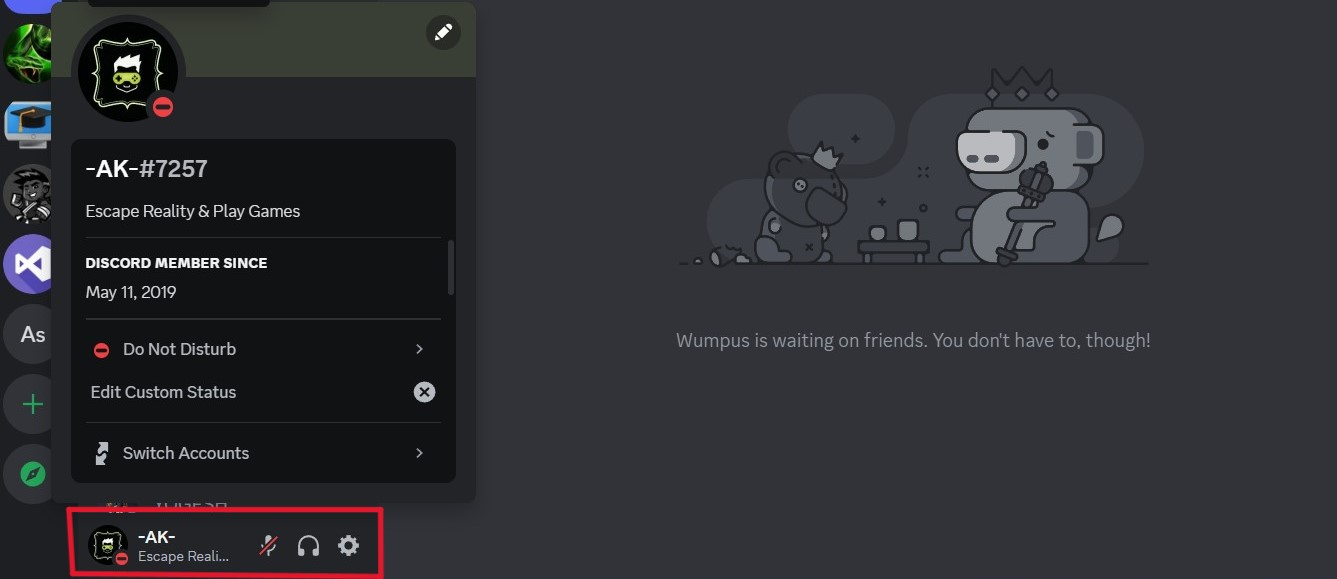 -AK-#7257
Escape Reality & Play Games
DISCORD MEMBER SINCE
May 11, 2019
Do Not Disturb
Edit Custom Status
Switch Accounts
YOGESH
-AK-
Escape Reali...
As
Wumpus is waiting on friends. You don't have to, though!